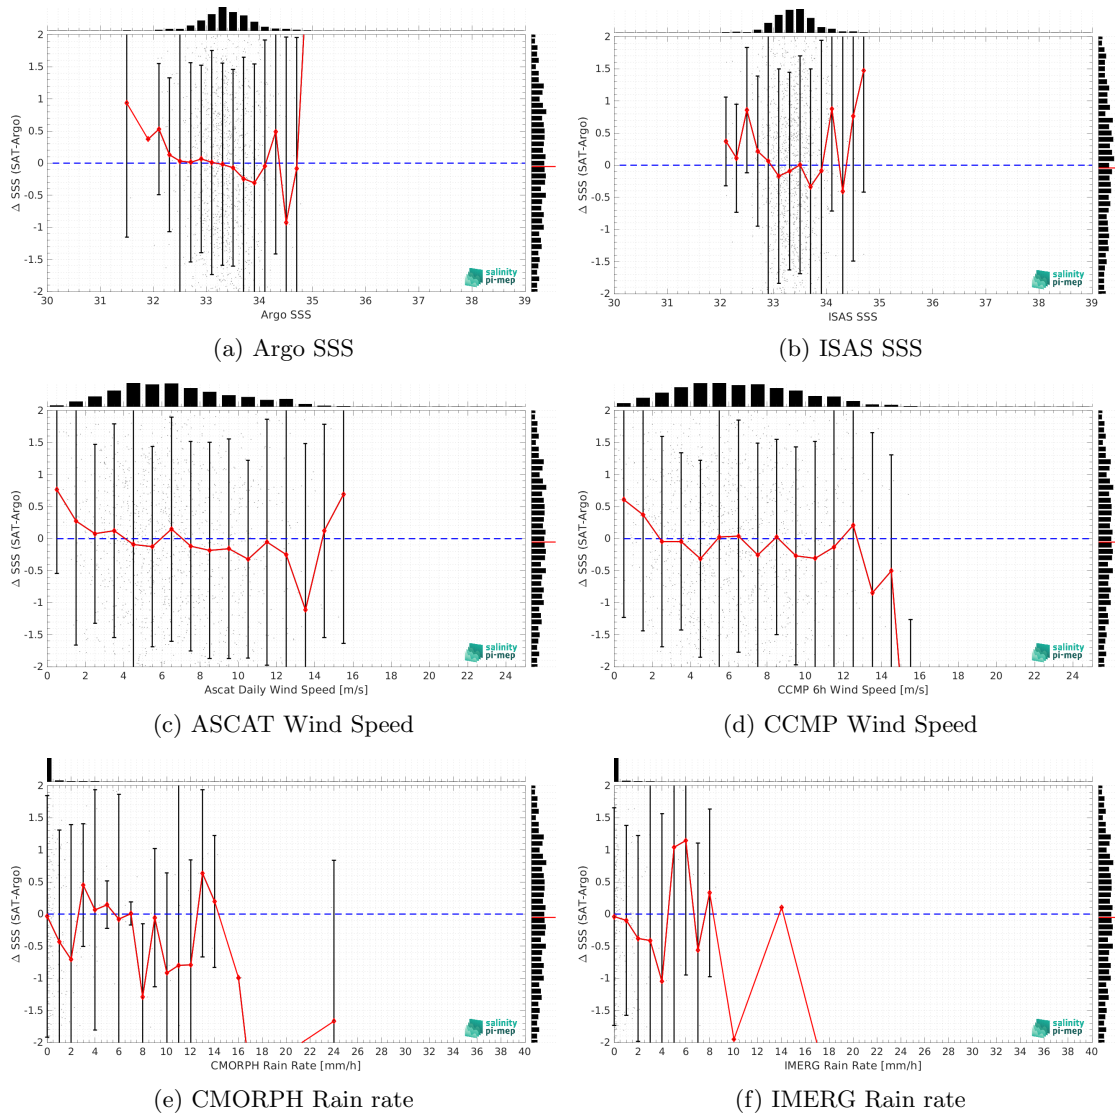 2
1.5
1
0.5
0
-0.5
-1
-1.5
-2
Δ SSS (SAT-Argo)
30 31 32 33 34 35 36 37 38 39
Argo SSS
salinity
pi-mep
(a) Argo SSS
2
1.5
1
0.5
0
-0.5
-1
-1.5
-2
Δ SSS (SAT-Argo)
30 31 32 33 34 35 36 37 38 39
ISAS SSS
salinity
pi-mep
(b) ISAS SSS
2
1.5
1
0.5
0
-0.5
-1
-1.5
-2
Δ SSS (SAT-Argo)
0 2 4 6 8 10 12 14 16 18 20 22 24
Ascat Daily Wind Speed [m/s]
salinity
pi-mep
(c) ASCAT Wind Speed
2
1.5
1
0.5
0
-0.5
-1
-1.5
-2
Δ SSS (SAT-Argo)
0 2 4 6 8 10 12 14 16 18 20 22 24
CCMP 6h Wind Speed [m/s]
salinity
pi-mep
(d) CCMP Wind Speed
2
1.5
1
0.5
0
-0.5
-1
-1.5
-2
Δ SSS (SAT-Argo)
0 2 4 6 8 10 12 14 16 18 20 22 24 26 28 30 32 34 36 38 40
CMORPH Rain Rate [mm/h]
salinity
pi-mep
(e) CMORPH Rain rate
2
1.5
1
0.5
0
-0.5
-1
-1.5
-2
Δ SSS (SAT-Argo)
0 2 4 6 8 10 12 14 16 18 20 22 24 26 28 30 32 34 36 38 40
IMERG Rain Rate [mm/h]
salinity
pi-mep
(f) IMERG Rain rate